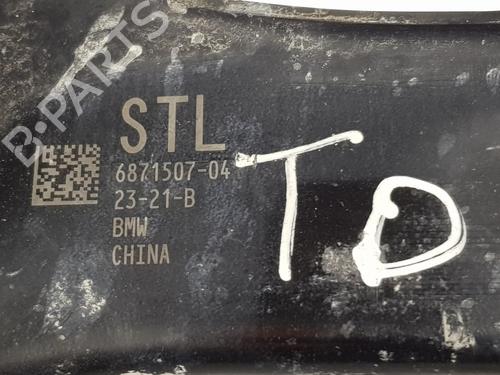 B-PARTS
STL
6871507-04
23-21-B
BMW
CHINA
TD